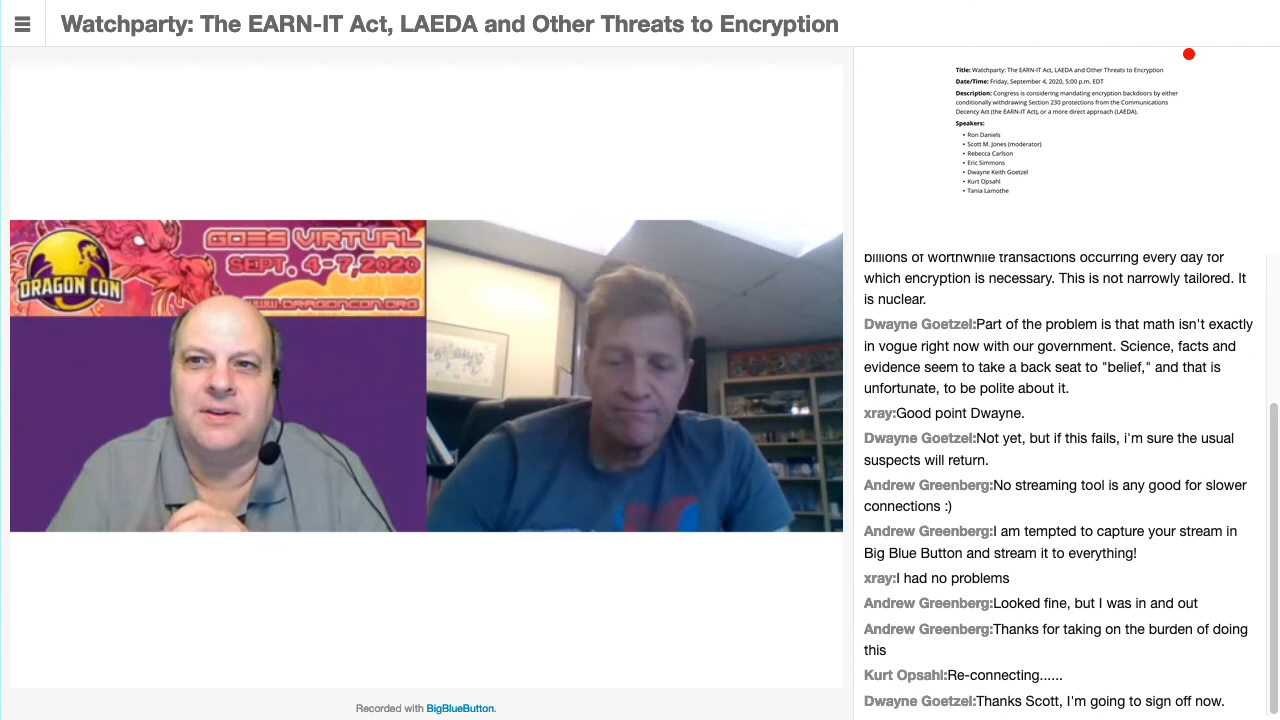 Watchparty: The EARN-IT Act, LAEDA and Other Threats to Encryption
Title: Watchparty: The EARN-IT Act, LAEDA and Other Threats to Encryption
Date/Time: Friday, September 4, 2020, 5:00 p.m. EDT
Description: Congress is considering mandating encryption backdoors by either
conditionally withdrawing Section 230 protections from the Communications
Decency Act (the EARN-IT Act), or a more direct approach (LAEDA).
Speakers:
• Ron Daniels
• Scott M. Jones (moderator)
• Rebecca Carlson
• Eric Simmons
• Dwayne Keith Goetzel
• Kurt Opsahl
• Tania Lamothe
GOES VIRTUAL
SEPT. 4-7, 2020
DRAGON CON
WWW.DRAGONCON.ORG
billions of worthwhile transactions occurring every day for
which encryption is necessary. This is not narrowly tailored. It
is nuclear.
Dwayne Goetzel:Part of the problem is that math isn't exactly
in vogue right now with our government. Science, facts and
evidence seem to take a back seat to "belief," and that is
unfortunate, to be polite about it.
xray:Good point Dwayne.
Dwayne Goetzel:Not yet, but if this fails, i'm sure the usual
suspects will return.
Andrew Greenberg:No streaming tool is any good for slower
connections :)
Andrew Greenberg:I am tempted to capture your stream in
Big Blue Button and stream it to everything!
xray:I had no problems
Andrew Greenberg:Looked fine, but I was in and out
Andrew Greenberg:Thanks for taking on the burden of doing
this
Kurt Opsahl:Re-connecting......
Dwayne Goetzel:Thanks Scott, I'm going to sign off now.
Recorded with BigBlueButton.